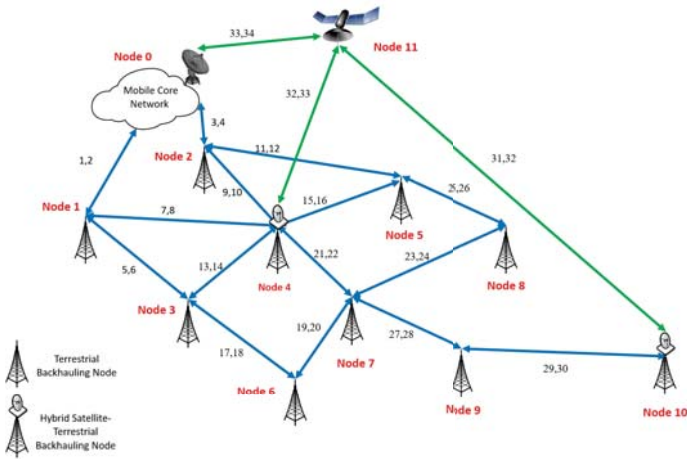 33,34
Node 11
Node 0
Mobile Core
Network
32,33
3,4
11,12
31,32
1,2
Node 2
9,10
15,16
25,26
Node 1
7,8
Node 5
21,22
23,24
5,6
13,14
Node 8
Node 4
Node 3
19,20
27,28
Node 7
17,18
Terrestrial
Backhauling Node
29,30
Node 6
Node 9
Node 10
Hybrid Satellite-
Terrestrial
Backhauling Node